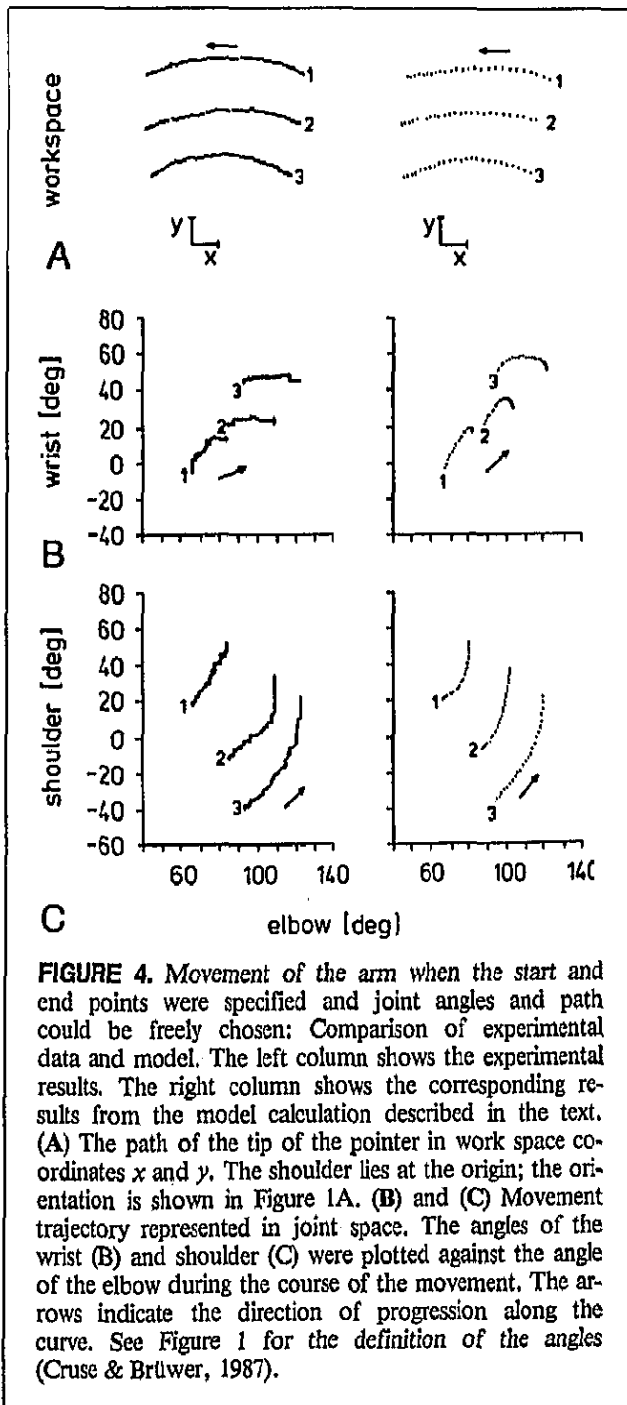 workspace
1
2
3
1
2
3
y
x
y
x
A
wrist [deg]
80
60
40
20
0
-20
-40
3
2
1
3
2
1
B
shoulder [deg]
80
60
40
20
0
-20
-40
-60
1
2
3
1
2
3
60 100 140
60 100 14
C
elbow [deg]
FIGURE 4. Movement of the arm when the start and
end points were specified and joint angles and path
could be freely chosen: Comparison of experimental
data and model. The left column shows the experimental
results. The right column shows the corresponding re-
sults from the model calculation described in the text.
(A) The path of the tip of the pointer in work space co-
ordinates x and y. The shoulder lies at the origin; the ori-
entation is shown in Figure 1A. (B) and (C) Movement
trajectory represented in joint space. The angles of the
wrist (B) and shoulder (C) were plotted against the angle
of the elbow during the course of the movement. The ar-
rows indicate the direction of progression along the
curve. See Figure 1 for the definition of the angles
(Cruse & Brüwer, 1987).